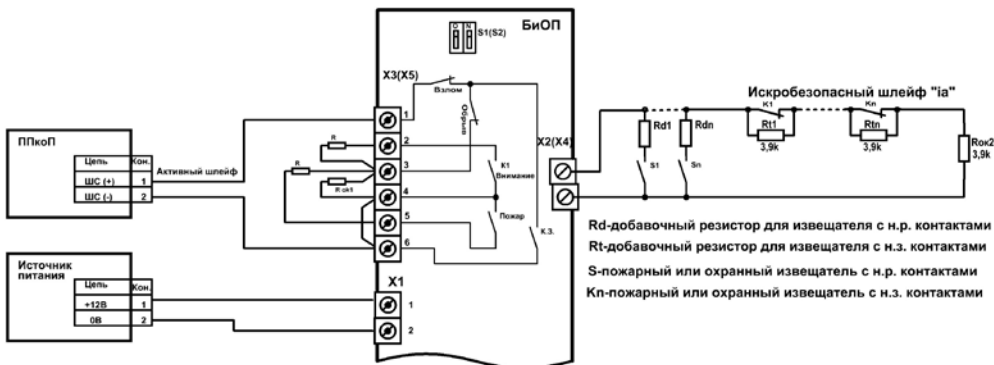 БиОП
S1(S2)
O N
X3(X5)
Взлом
Обрыв
1
2
3
4
5
6
R
R
R ok1
K1
Внимание
Пожар
К.З.
X2(X4)
ППкоП
Цепь Кон.
ШС (+) 1
ШС (-) 2
Активный шлейф
Источник
питания
Цепь Кон.
+12В 1
0В 2
X1
1
2
Искробезопасный шлейф "ia"
Rd1
Rdn
S1
Sn
K1
Rt1
3,9k
Kn
Rtn
3,9k
Rок2
3,9k
Rd-добавочный резистор для извещателя с н.р. контактами
Rt-добавочный резистор для извещателя с н.з. контактами
S-пожарный или охранный извещатель с н.р. контактами
Kn-пожарный или охранный извещатель с н.з. контактами